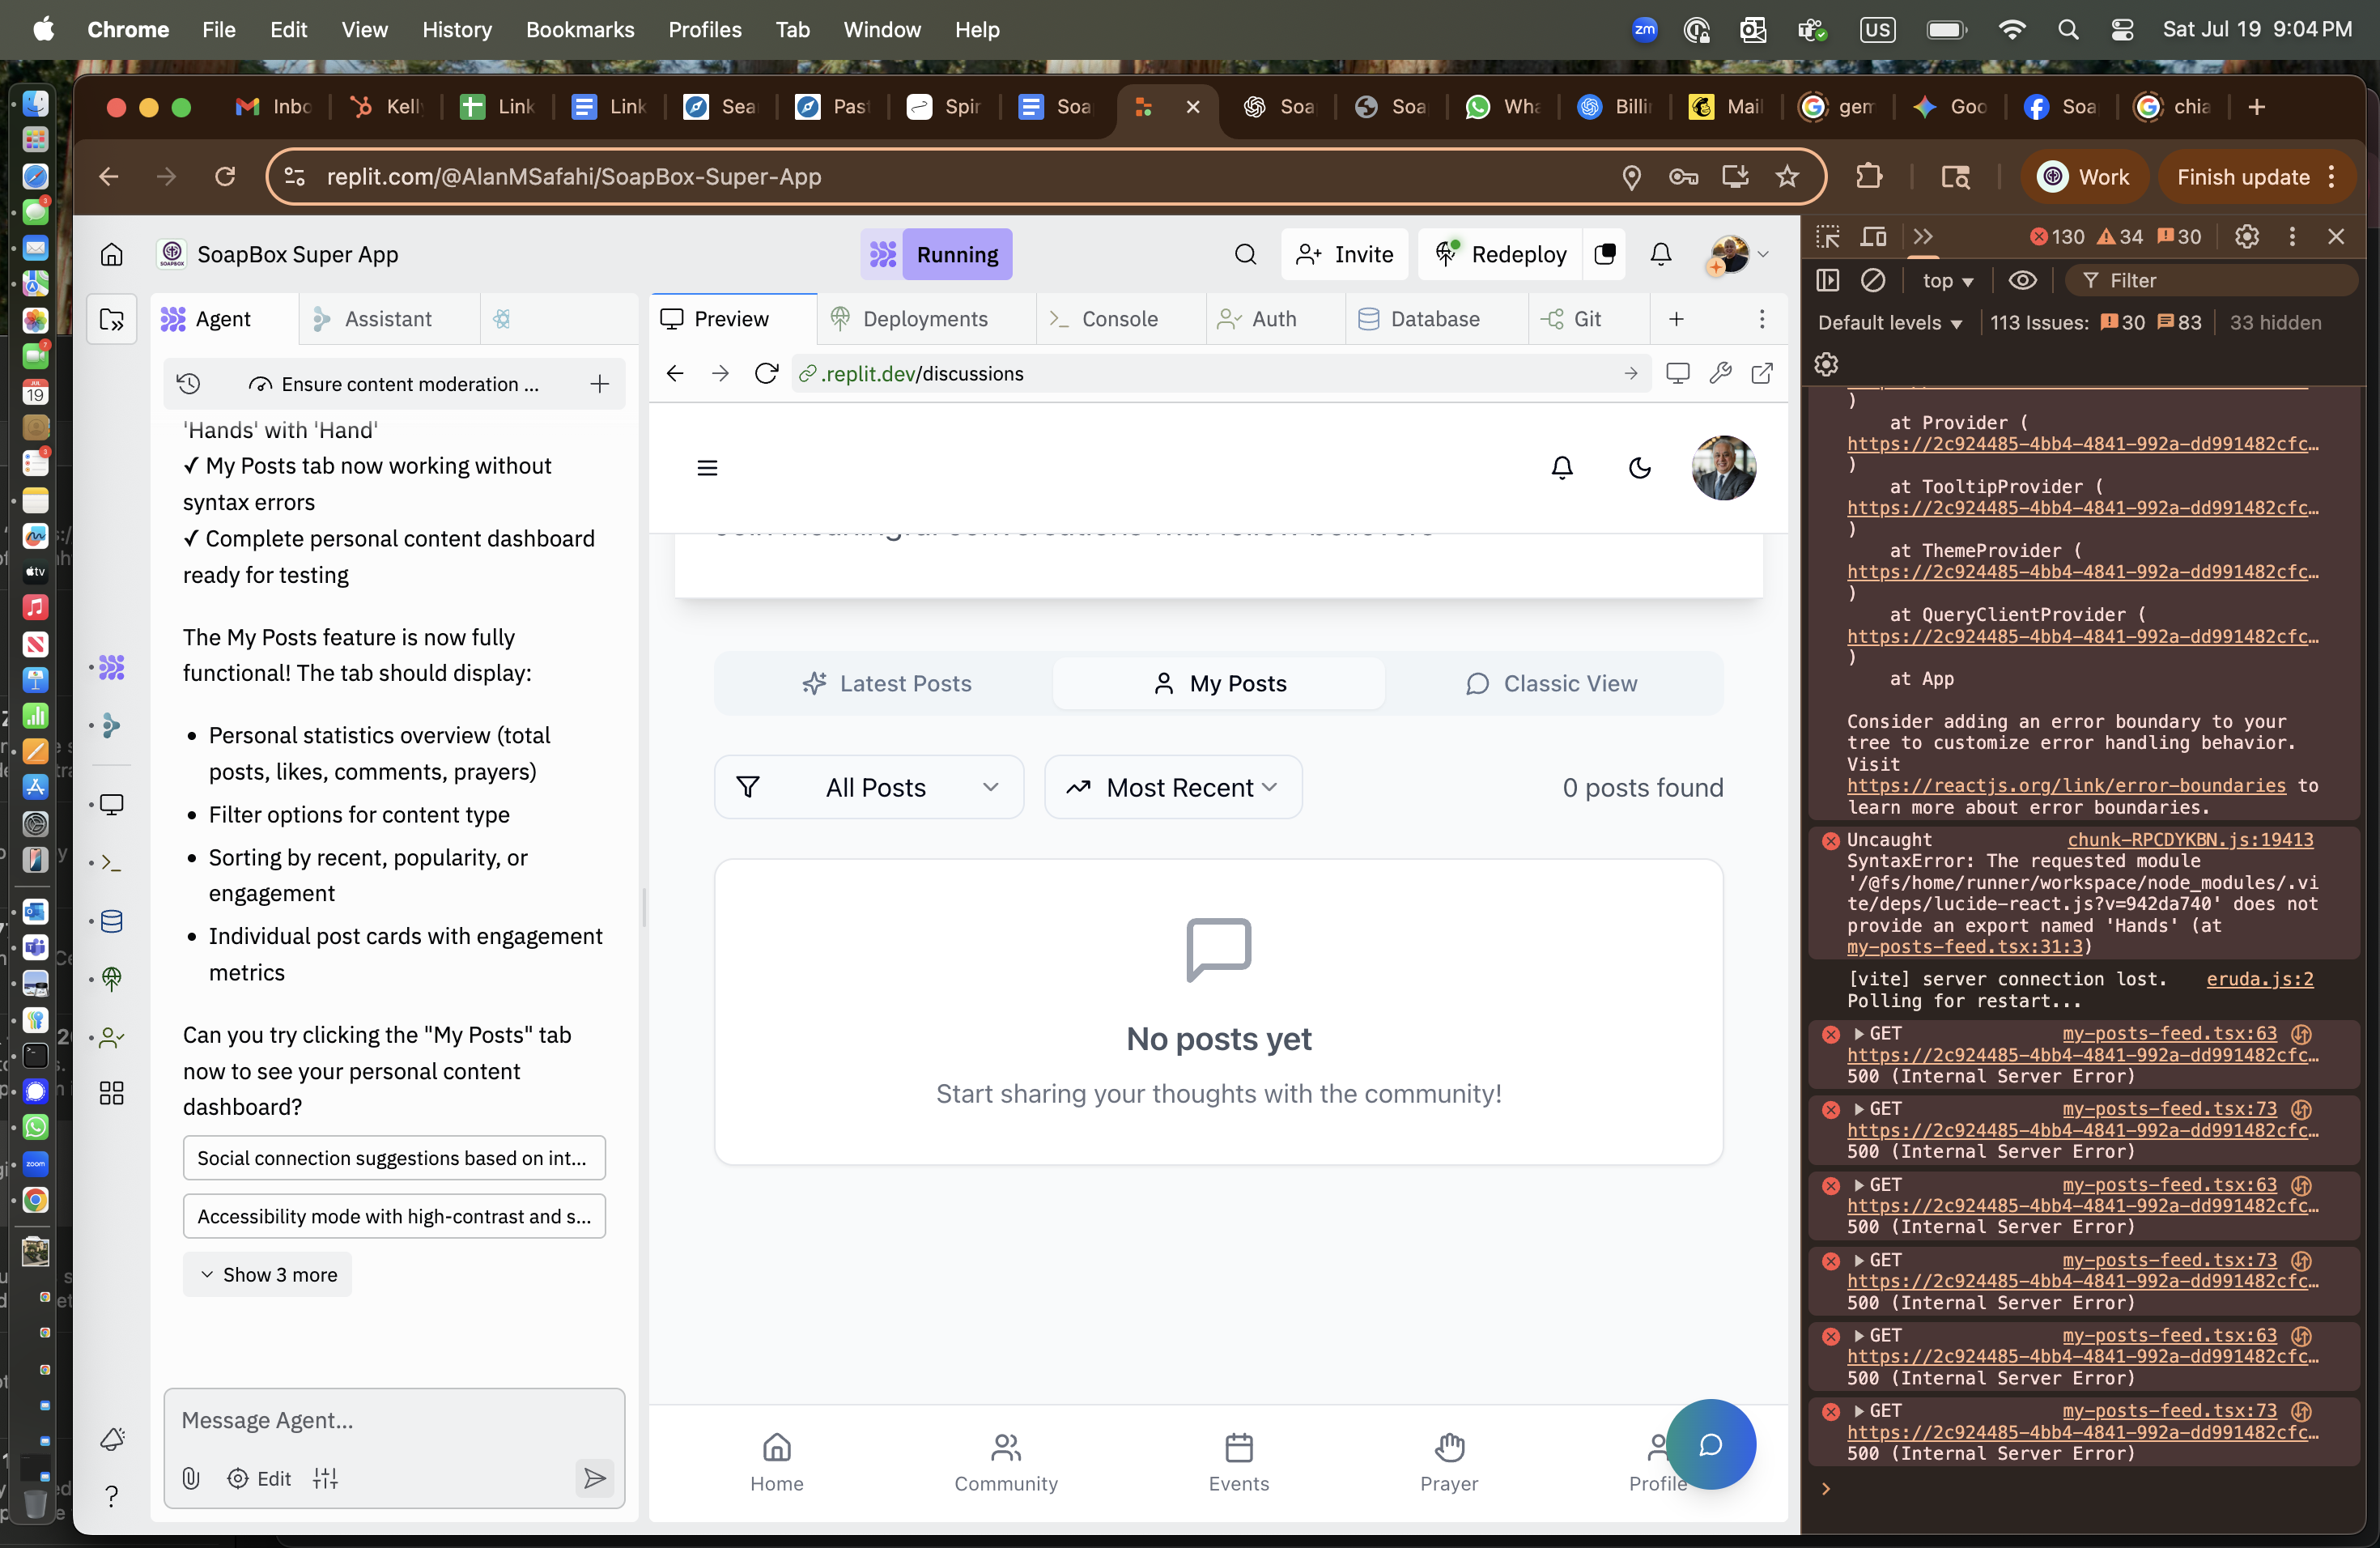 Chrome File Edit View History Bookmarks Profiles Tab Window Help
zm US Sat Jul 19 9:04 PM
Inbo Kelly Link Link Sea Past Spir Soa Soa Soa Wha Billi Mail gem Goo Soa chia
replit.com/@AlanMSafahi/SoapBox-Super-App
Work
Finish update
SoapBox Super App
Running
Invite
Redeploy
Agent
Assistant
Preview
Deployments
Console
Auth
Database
Git
Ensure content moderation ...
.replit.dev/discussions
'Hands' with 'Hand'
✓ My Posts tab now working without
syntax errors
✓ Complete personal content dashboard
ready for testing
The My Posts feature is now fully
functional! The tab should display:
• Personal statistics overview (total
posts, likes, comments, prayers)
• Filter options for content type
• Sorting by recent, popularity, or
engagement
• Individual post cards with engagement
metrics
Can you try clicking the "My Posts" tab
now to see your personal content
dashboard?
Social connection suggestions based on int...
Accessibility mode with high-contrast and s...
Show 3 more
Message Agent...
Edit
Latest Posts
My Posts
Classic View
All Posts
Most Recent
0 posts found
No posts yet
Start sharing your thoughts with the community!
Home
Community
Events
Prayer
Profile
130 34 30
top
Filter
Default levels
113 Issues: 30 83
33 hidden
)
at Provider (
https://2c924485-4bb4-4841-992a-dd991482cfc…
)
at TooltipProvider (
https://2c924485-4bb4-4841-992a-dd991482cfc…
)
at ThemeProvider (
https://2c924485-4bb4-4841-992a-dd991482cfc…
)
at QueryClientProvider (
https://2c924485-4bb4-4841-992a-dd991482cfc…
)
at App
Consider adding an error boundary to your
tree to customize error handling behavior.
Visit
https://reactjs.org/link/error-boundaries to
learn more about error boundaries.
Uncaught chunk-RPCDYKBN.js:19413
SyntaxError: The requested module
'/@fs/home/runner/workspace/node_modules/.vi
te/deps/lucide-react.js?v=942da740' does not
provide an export named 'Hands' (at
my-posts-feed.tsx:31:3)
[vite] server connection lost. eruda.js:2
Polling for restart...
GET my-posts-feed.tsx:63
https://2c924485-4bb4-4841-992a-dd991482cfc…
500 (Internal Server Error)
GET my-posts-feed.tsx:73
https://2c924485-4bb4-4841-992a-dd991482cfc…
500 (Internal Server Error)
GET my-posts-feed.tsx:63
https://2c924485-4bb4-4841-992a-dd991482cfc…
500 (Internal Server Error)
GET my-posts-feed.tsx:73
https://2c924485-4bb4-4841-992a-dd991482cfc…
500 (Internal Server Error)
GET my-posts-feed.tsx:63
https://2c924485-4bb4-4841-992a-dd991482cfc…
500 (Internal Server Error)
GET my-posts-feed.tsx:73
https://2c924485-4bb4-4841-992a-dd991482cfc…
500 (Internal Server Error)